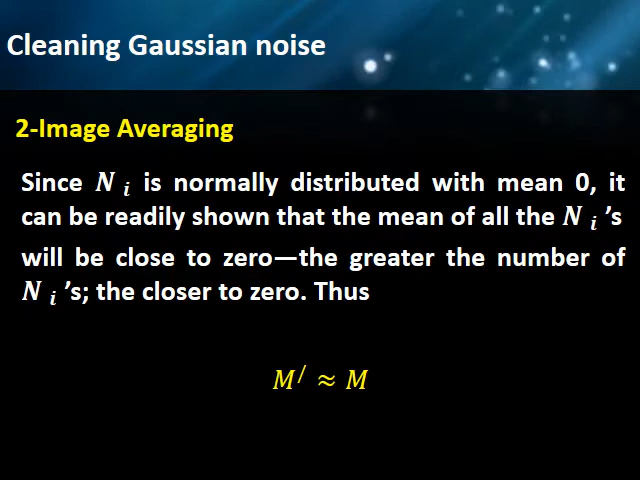 Cleaning Gaussian noise
2-Image Averaging
Since N i is normally distributed with mean 0, it
can be readily shown that the mean of all the N i 's
will be close to zero—the greater the number of
N i 's; the closer to zero. Thus
M / ≈ M